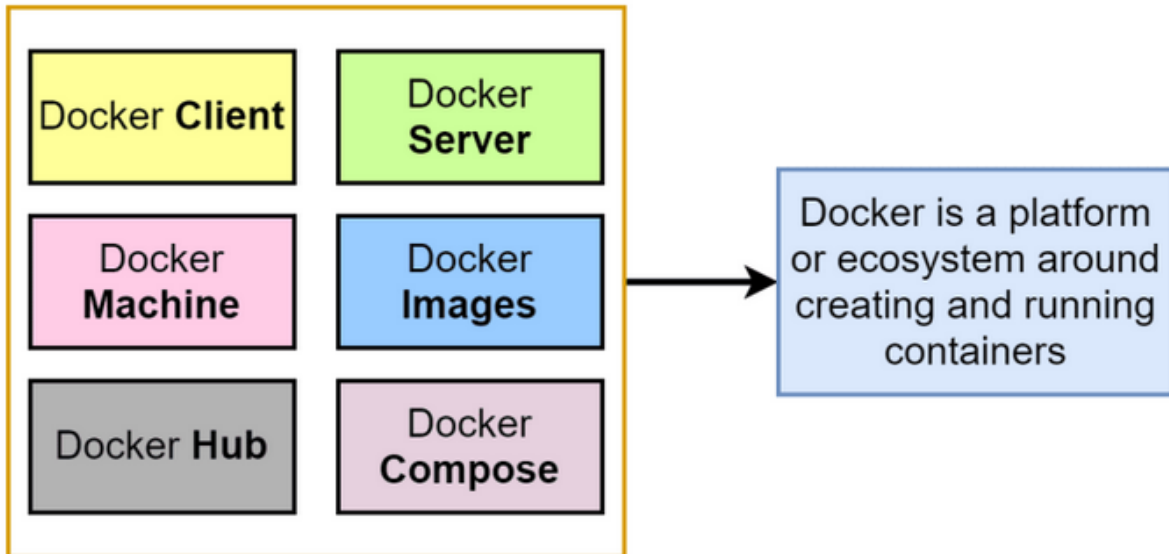 Docker Client
Docker
Server
Docker
Machine
Docker
Images
Docker Hub
Docker
Compose
Docker is a platform
or ecosystem around
creating and running
containers